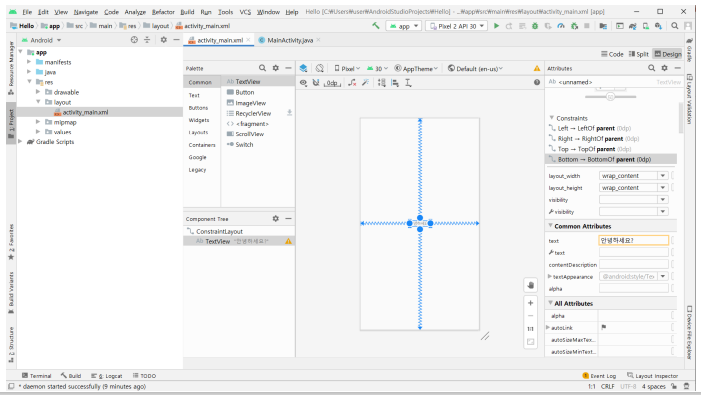 File Edit View Navigate Code Analyze Refactor Build Run Tools VCS Window Help Hello [C:\Users\user\AndroidStudioProjects\Hello] - ...\app\src\main\res\layout\activity_main.xml [app]
Hello app src main res layout activity_main.xml app Pixel 2 API 30
Android activity_main.xml MainActivity.java
Code Split Design
Resource Manager
1: Project
2: Favorites
Build Variants
Z: Structure
app
manifests
java
res
drawable
layout
activity_main.xml
mipmap
values
Gradle Scripts
Palette
Common
Text
Buttons
Widgets
Layouts
Containers
Google
Legacy
Ab TextView
Button
ImageView
RecyclerView
<> <fragment>
ScrollView
Switch
Component Tree
ConstraintLayout
Ab TextView "안녕하세요?"
Pixel 30 AppTheme Default (en-us)
0dp
1:1
Attributes
Ab <unnamed> TextView
50
Constraints
Left → LeftOf parent (0dp)
Right → RightOf parent (0dp)
Top → TopOf parent (0dp)
Bottom → BottomOf parent (0dp)
layout_width wrap_content
layout_height wrap_content
visibility
visibility
Common Attributes
text 안녕하세요?
text
contentDescription
textAppearance @android:style/Tex
alpha
All Attributes
alpha
autoLink
autoSizeMaxTex...
autoSizeMinText...
Gradle
Layout Validation
Device File Explorer
Terminal Build 6: Logcat TODO Event Log Layout Inspector
* daemon started successfully (9 minutes ago) 1:1 CRLF UTF-8 4 spaces